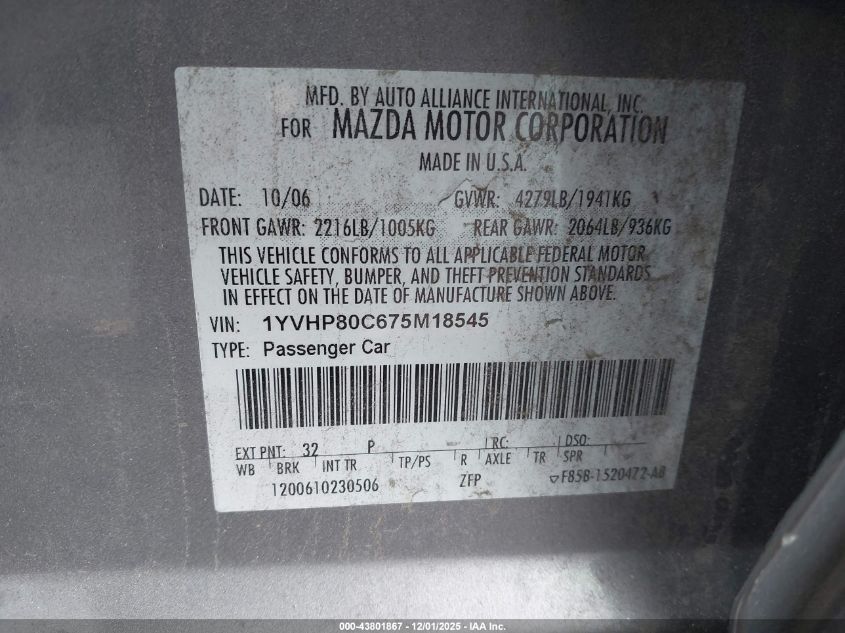 MFD. BY AUTO ALLIANCE INTERNATIONAL, INC.
FOR MAZDA MOTOR CORPORATION
MADE IN U.S.A.
DATE: 10/06 GVWR: 4279LB/1941KG
FRONT GAWR: 2216LB/1005KG REAR GAWR: 2064LB/936KG
THIS VEHICLE CONFORMS TO ALL APPLICABLE FEDERAL MOTOR
VEHICLE SAFETY, BUMPER, AND THEFT PREVENTION STANDARDS
IN EFFECT ON THE DATE OF MANUFACTURE SHOWN ABOVE.
VIN: 1YVHP80C675M18545
TYPE: Passenger Car
EXT PNT: 32 P RC: DSO:
WB BRK INT TR TP/PS R AXLE TR SPR
1200610230506 ZFP F85B-1520472-AB
000-43801867 • 12/01/2025 • IAA Inc.